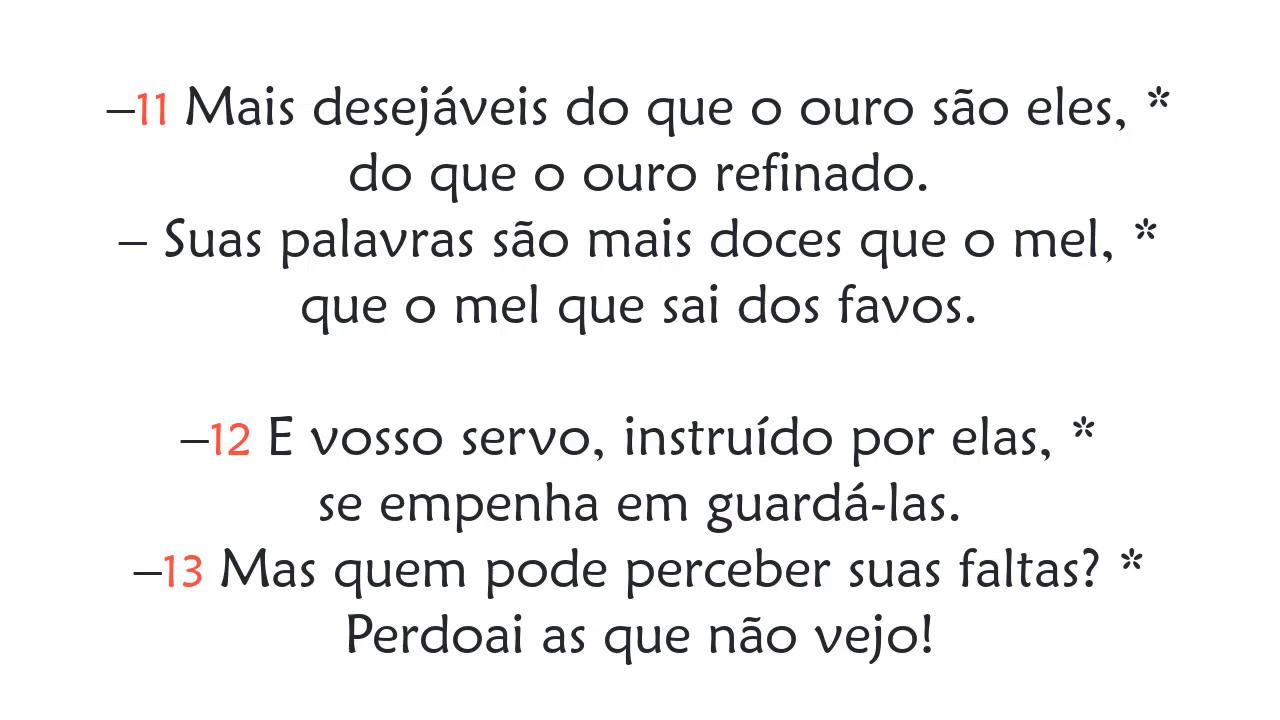 –11 Mais desejáveis do que o ouro são eles, *
do que o ouro refinado.
– Suas palavras são mais doces que o mel, *
que o mel que sai dos favos.
–12 E vosso servo, instruído por elas, *
se empenha em guardá-las.
–13 Mas quem pode perceber suas faltas? *
Perdoai as que não vejo!